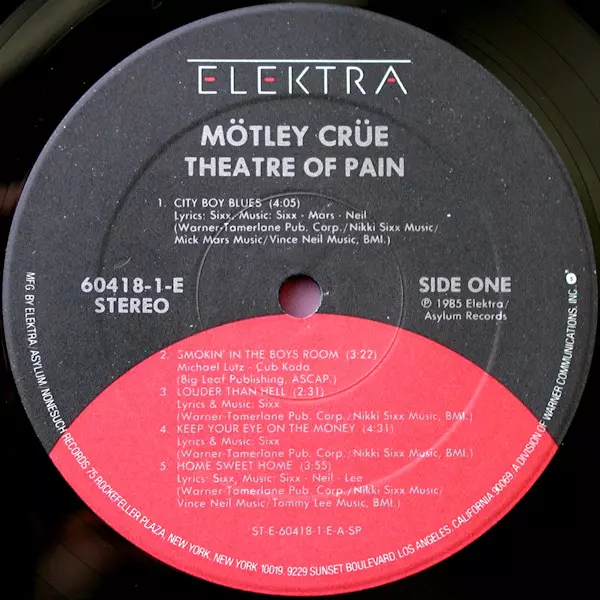 ELEKTRA
MÖTLEY CRÜE
THEATRE OF PAIN
1. CITY BOY BLUES (4:05)
Lyrics: Sixx, Music: Sixx - Mars - Neil
(Warner-Tamerlane Pub. Corp./Nikki Sixx Music/
Mick Mars Music/Vince Neil Music, BMI.)
60418-1-E
STEREO
SIDE ONE
℗ 1985 Elektra/
Asylum Records
2. SMOKIN' IN THE BOYS ROOM (3:22)
Michael Lutz - Cub Koda
(Big Leaf Publishing, ASCAP.)
3. LOUDER THAN HELL (2:31)
Lyrics & Music: Sixx
(Warner-Tamerlane Pub. Corp./Nikki Sixx Music, BMI.)
4. KEEP YOUR EYE ON THE MONEY (4:31)
Lyrics & Music: Sixx
(Warner-Tamerlane Pub. Corp./Nikki Sixx Music, BMI.)
5. HOME SWEET HOME (3:55)
Lyrics: Sixx, Music: Sixx - Neil - Lee
(Warner-Tamerlane Pub. Corp./Nikki Sixx Music/
Vince Neil Music/Tommy Lee Music, BMI.)
ST-E-60418-1-E-A-SP
MFG BY ELEKTRA/ASYLUM/NONESUCH RECORDS 75 ROCKEFELLER PLAZA, NEW YORK, NEW YORK 10019. 9229 SUNSET BOULEVARD, LOS ANGELES, CALIFORNIA 90069. A DIVISION OF WARNER COMMUNICATIONS, INC.